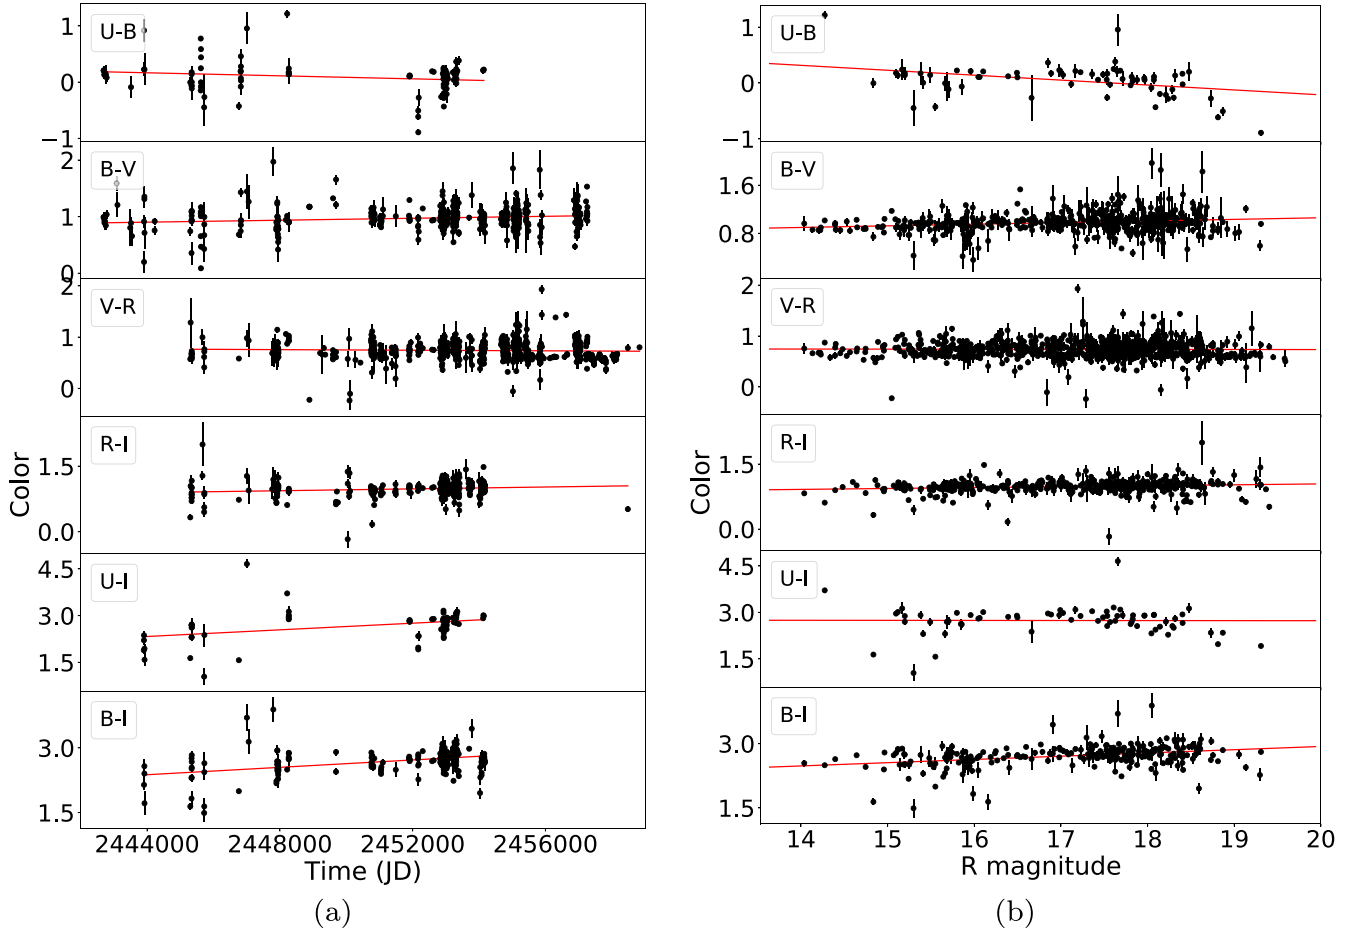 1
0
−1
U-B
2
1
0
B-V
2
1
0
V-R
1.5
0.0
R-I
4.5
3.0
1.5
U-I
3.0
1.5
B-I
Color
2444000 2448000 2452000 2456000
Time (JD)
(a)
1
0
−1
U-B
1.6
0.8
B-V
2
1
0
V-R
1.5
0.0
R-I
4.5
3.0
1.5
U-I
3.0
1.5
B-I
Color
14 15 16 17 18 19 20
R magnitude
(b)